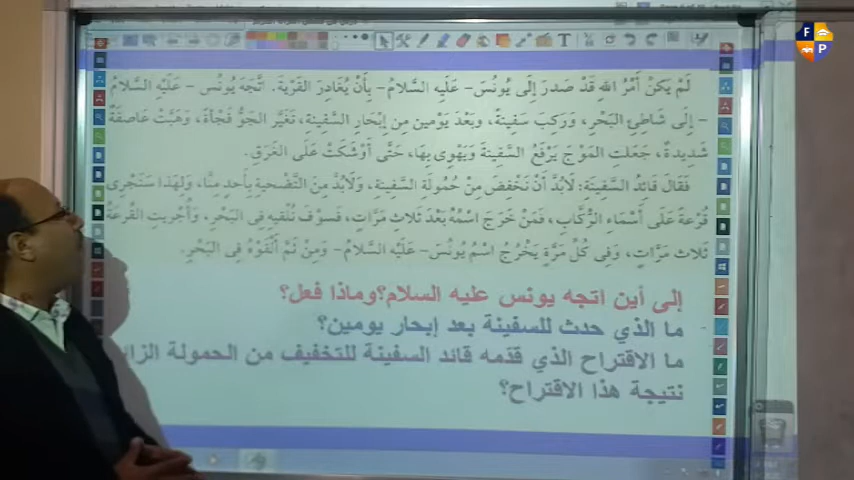 F
P
لَمْ يَكُنْ أَمْرُ اللهِ قَدْ صَدَرَ إِلَى يُونُسَ- عَلَيْهِ السَّلَامُ- بِأَنْ يُغَادِرَ القَرْيَةَ. اتَّجَهَ يُونُسُ - عَلَيْهِ السَّلَامُ
- إِلَى شَاطِئِ البَحْرِ، وَرَكِبَ سَفِينَةً، وَبَعْدَ يَوْمَيْنِ مِن إِبْحَارِ السَّفِينَةِ، تَغَيَّرَ الجَوُّ فَجْأَةً، وَهَبَّتْ عَاصِفَةٌ
شَدِيدَةٌ، جَعَلَتِ المَوْجَ يَرْفَعُ السَّفِينَةَ وَيَهْوِى بِهَا، حَتَّى أَوْشَكَتْ عَلَى الغَرَقِ.
فَقَالَ قَائِدُ السَّفِينَةِ: لَابُدَّ أَنْ نُخَفِّضَ مِنْ حُمُولَةِ السَّفِينَةِ، وَلَابُدَّ مِنَ التَّضْحِيَةِ بِأَحَدٍ مِنَّا، وَلِهَذَا سَنُجْرِى
قُرْعَةً عَلَى أَسْمَاءِ الرُّكَّابِ، فَمَنْ خَرَجَ اسْمُهُ بَعْدَ ثَلَاثِ مَرَّاتٍ، فَسَوْفَ نُلْقِيهِ فِى البَحْرِ، وَأُجْرِيَتِ القُرْعَةُ
ثَلَاثَ مَرَّاتٍ، وَفِى كُلِّ مَرَّةٍ يَخْرُجُ اسْمُ يُونُسَ -عَلَيْهِ السَّلَامُ- وَمِنْ ثَمَّ أَلْقَوْهُ فِى البَحْرِ.
إلى أين اتجه يونس عليه السلام؟وماذا فعل؟
ما الذي حدث للسفينة بعد إبحار يومين؟
ما الاقتراح الذي قدّمه قائد السفينة للتخفيف من الحمولة
نتيجة هذا الاقتراح؟